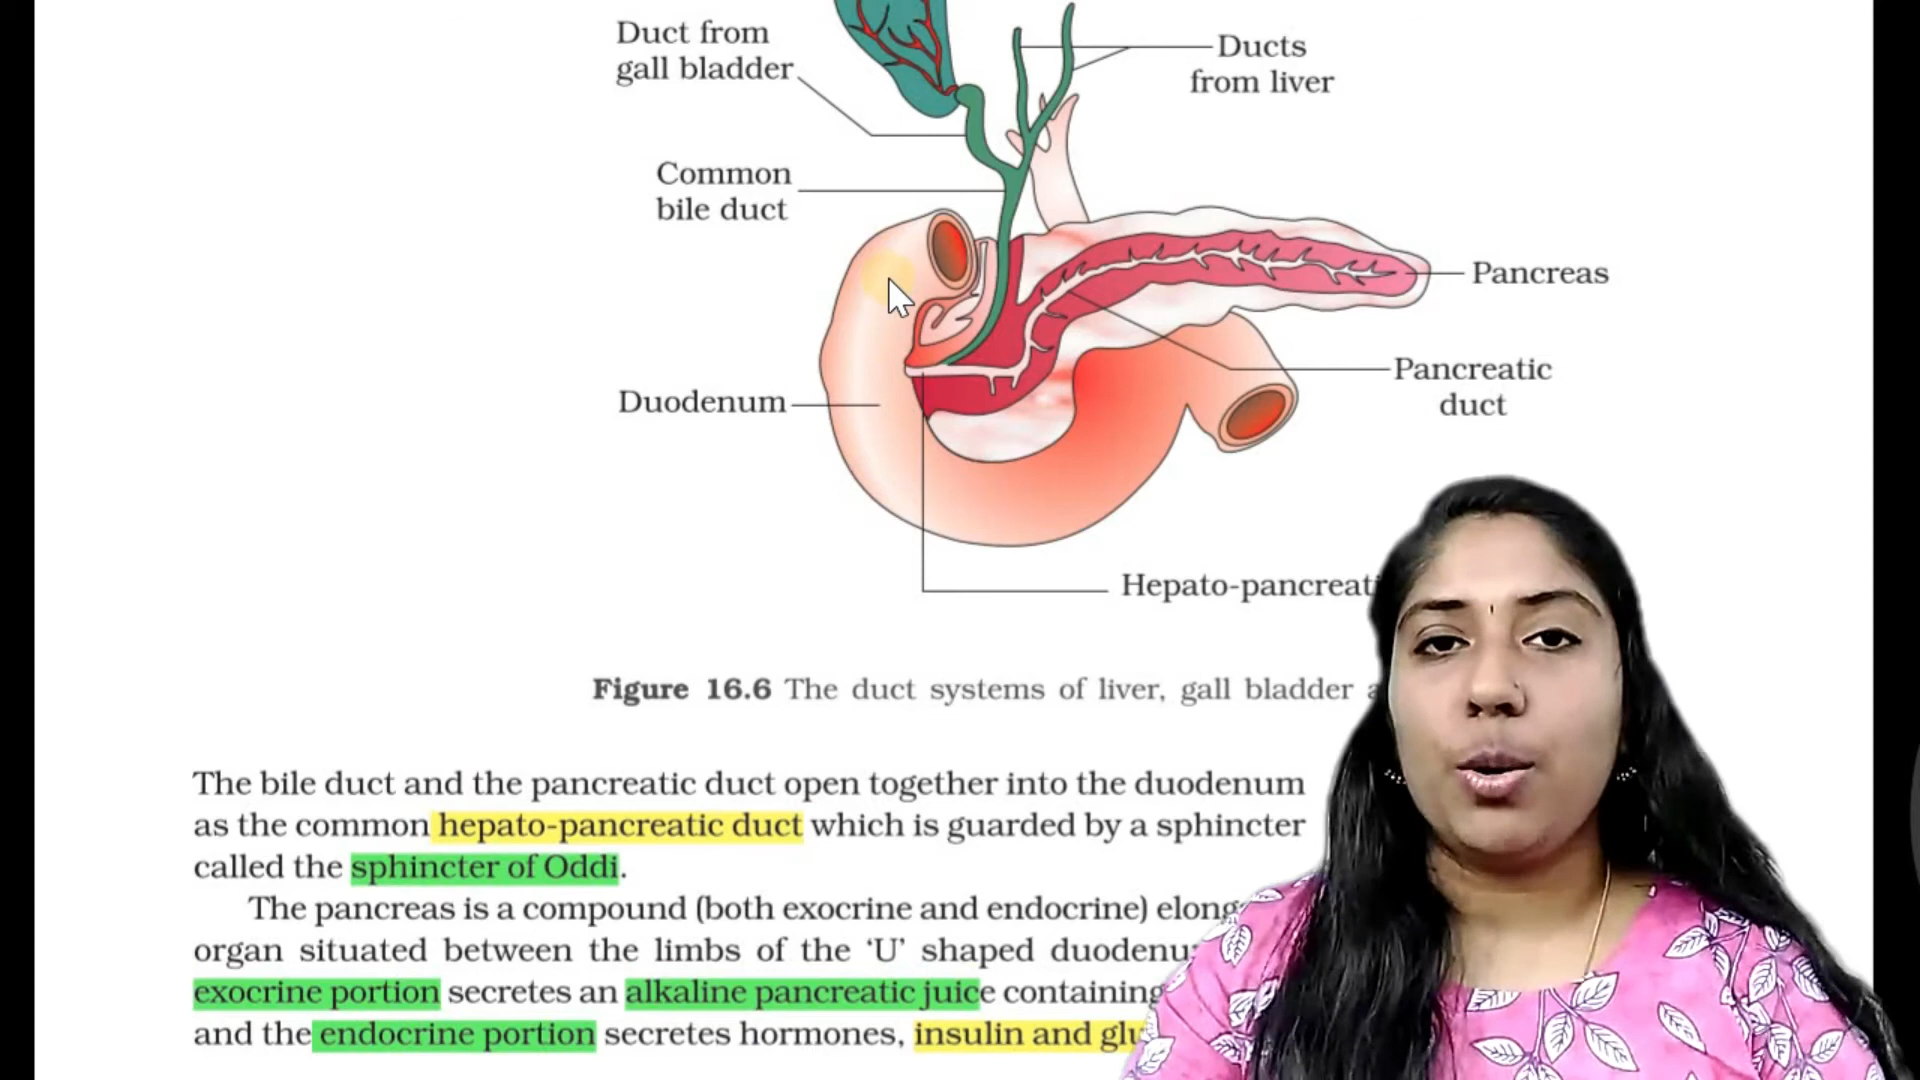 Duct from
gall bladder
Ducts
from liver
Common
bile duct
Pancreas
Pancreatic
duct
Duodenum
Hepato-pancreati
Figure 16.6 The duct systems of liver, gall bladder
The bile duct and the pancreatic duct open together into the duodenum
as the common hepato-pancreatic duct which is guarded by a sphincter
called the sphincter of Oddi.
The pancreas is a compound (both exocrine and endocrine) elong
organ situated between the limbs of the ‘U’ shaped duodenu
exocrine portion secretes an alkaline pancreatic juice containing
and the endocrine portion secretes hormones, insulin and glu